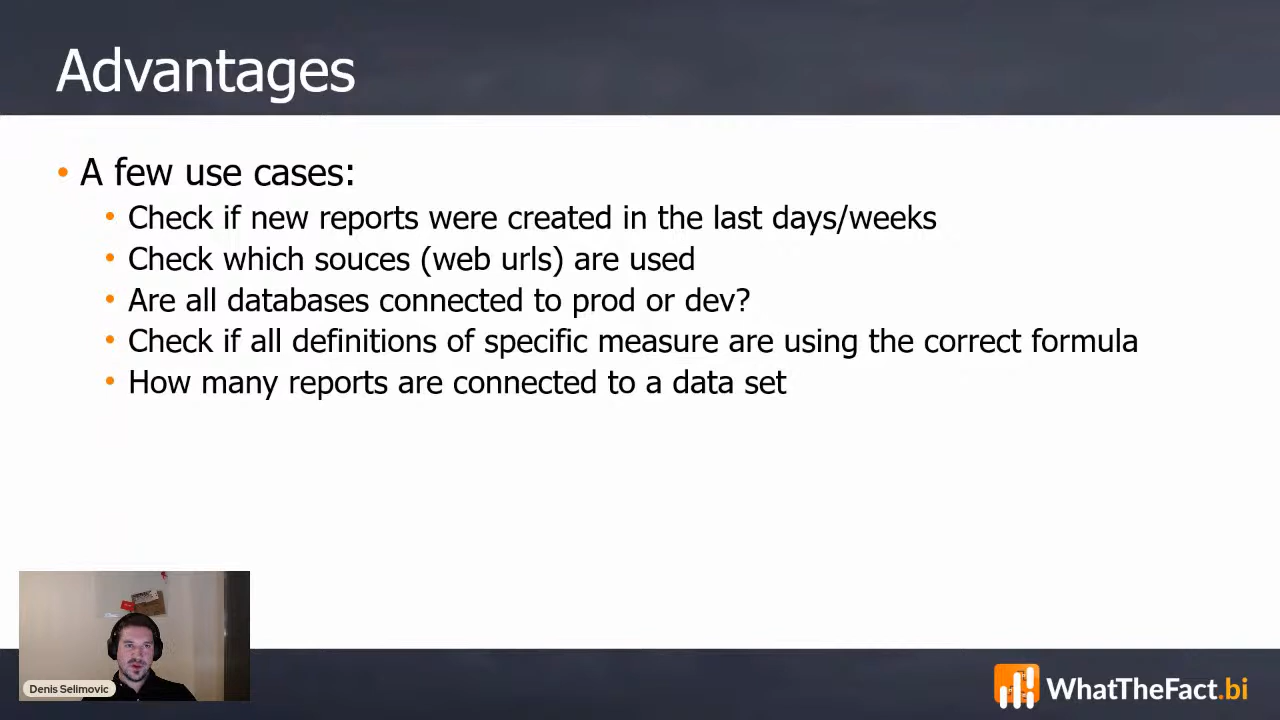 Advantages
• A few use cases:
• Check if new reports were created in the last days/weeks
• Check which souces (web urls) are used
• Are all databases connected to prod or dev?
• Check if all definitions of specific measure are using the correct formula
• How many reports are connected to a data set
Denis Selimovic
WhatTheFact.bi